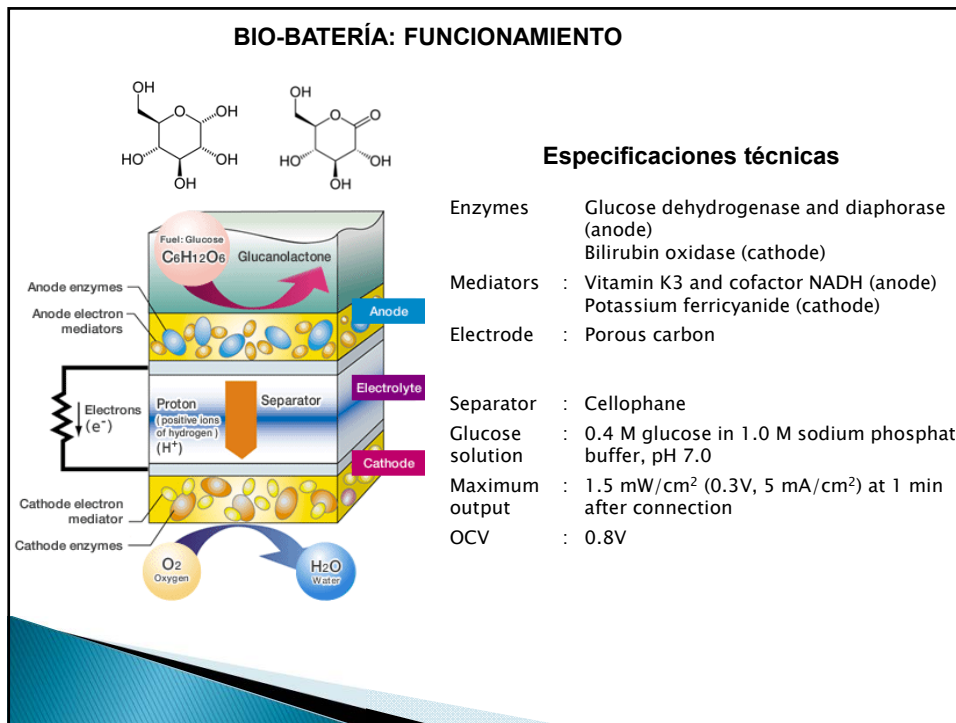 BIO-BATERÍA: FUNCIONAMIENTO
OH
O
OH
HO
OH
OH
OH
O
O
HO
OH
OH
Especificaciones técnicas
Fuel: Glucose
C6H12O6
Glucanolactone
Anode enzymes
Anode electron
mediators
Anode
Electrolyte
Electrons
(e-)
Proton
(positive ions
of hydrogen)
(H+)
Separator
Cathode
Cathode electron
mediator
Cathode enzymes
O2
Oxygen
H2O
Water
Enzymes Glucose dehydrogenase and diaphorase
(anode)
Bilirubin oxidase (cathode)
Mediators : Vitamin K3 and cofactor NADH (anode)
Potassium ferricyanide (cathode)
Electrode : Porous carbon
Separator : Cellophane
Glucose : 0.4 M glucose in 1.0 M sodium phosphat
solution buffer, pH 7.0
Maximum : 1.5 mW/cm2 (0.3V, 5 mA/cm2) at 1 min
output after connection
OCV : 0.8V